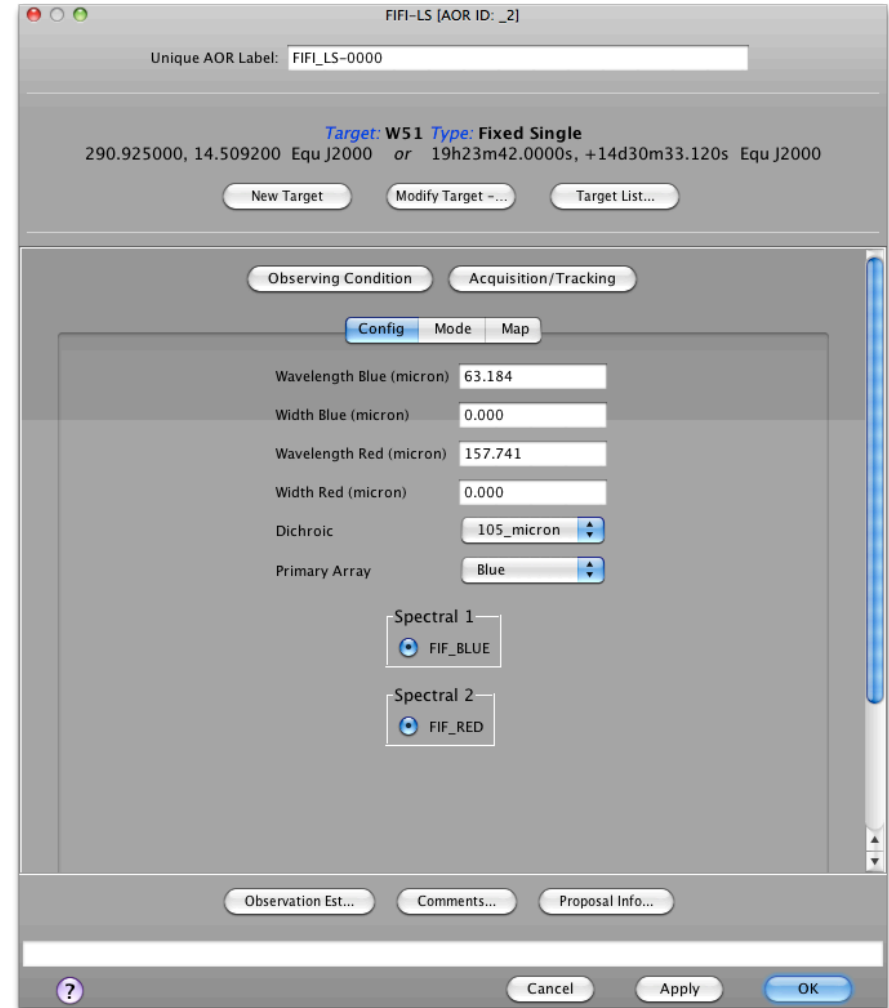 FIFI-LS [AOR ID: _2]
Unique AOR Label: FIFI_LS-0000
Target: W51 Type: Fixed Single
290.925000, 14.509200 Equ J2000 or 19h23m42.0000s, +14d30m33.120s Equ J2000
New Target Modify Target -... Target List...
Observing Condition Acquisition/Tracking
Config Mode Map
Wavelength Blue (micron) 63.184
Width Blue (micron) 0.000
Wavelength Red (micron) 157.741
Width Red (micron) 0.000
Dichroic 105_micron
Primary Array Blue
Spectral 1
FIF_BLUE
Spectral 2
FIF_RED
Observation Est... Comments... Proposal Info...
? Cancel Apply OK